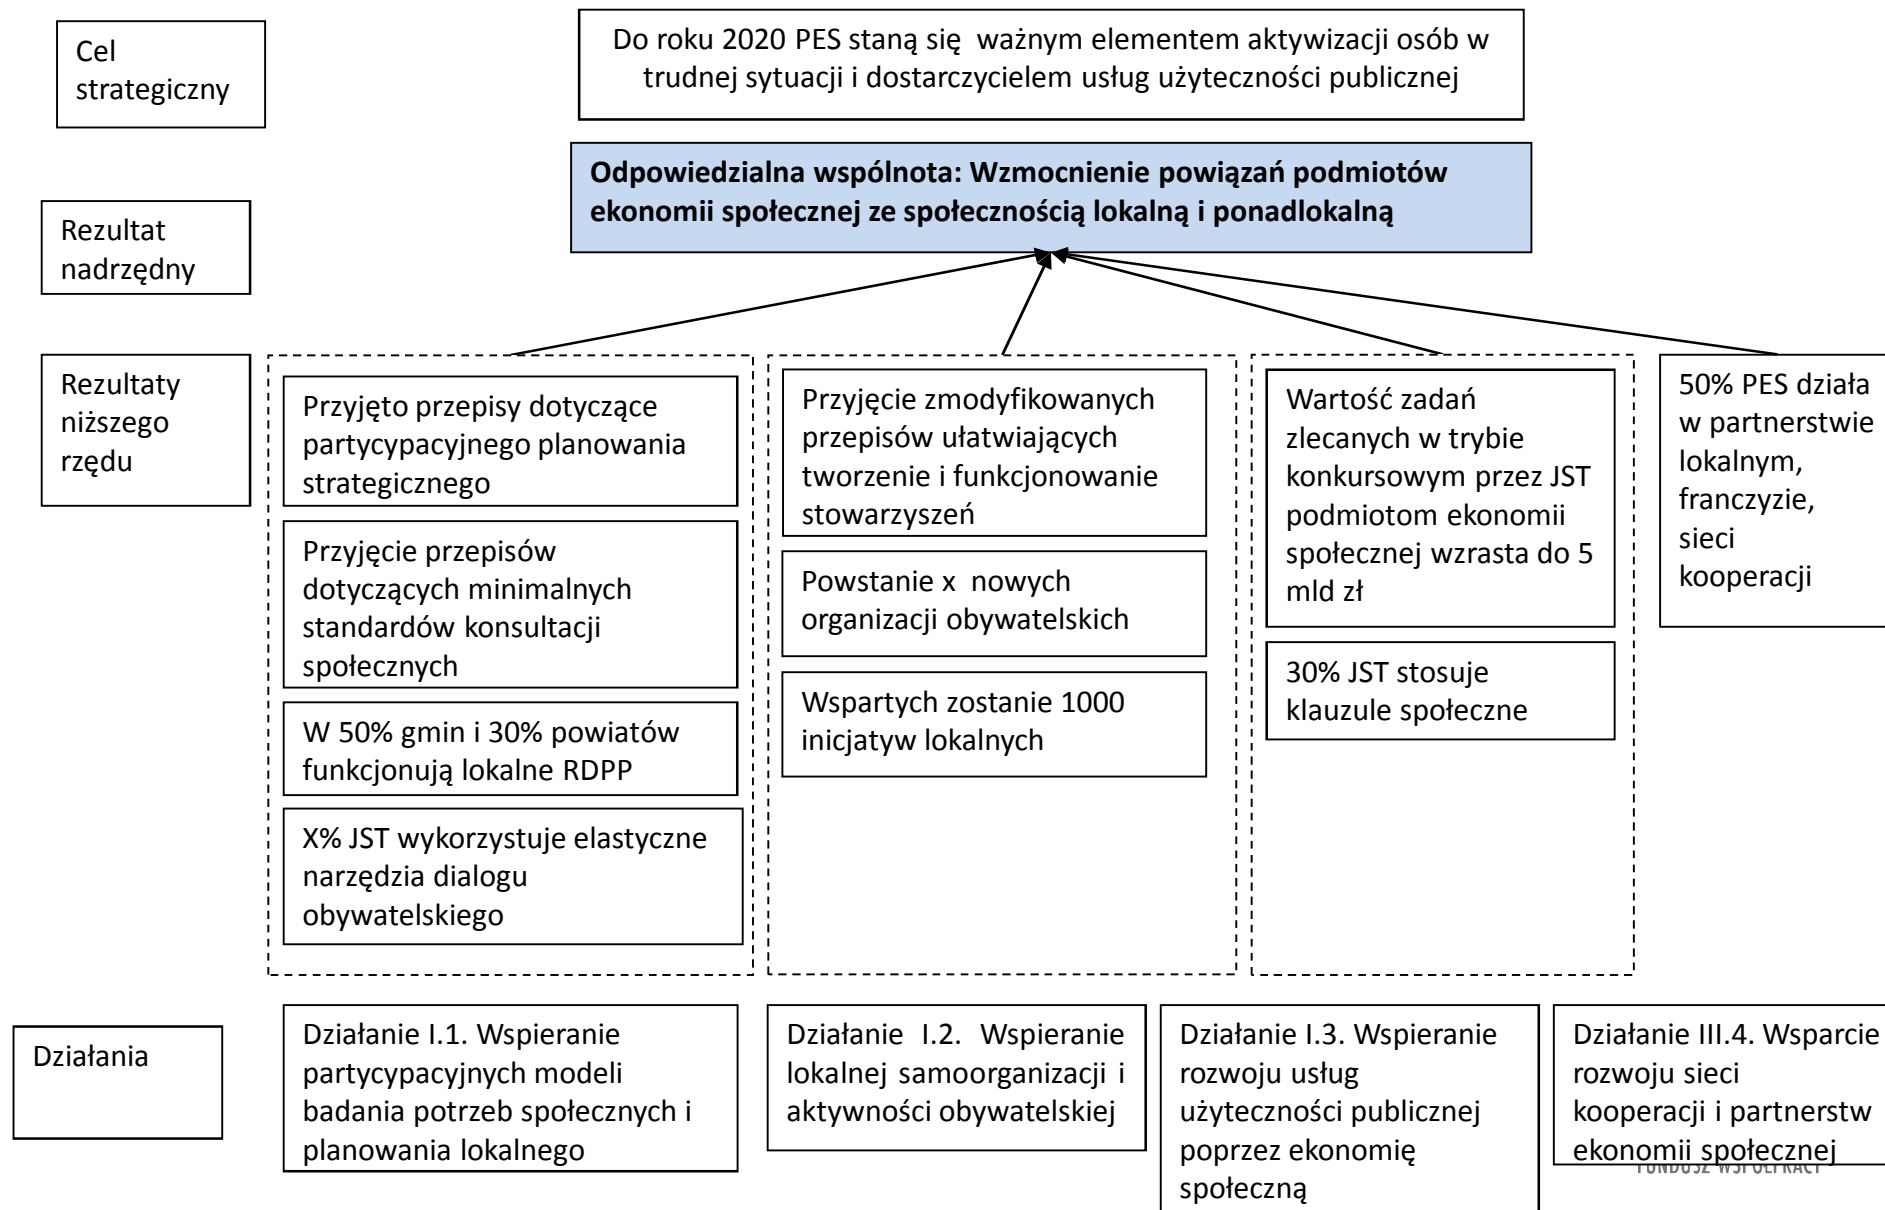 Cel
strategiczny
Do roku 2020 PES staną się  ważnym elementem aktywizacji osób w
trudnej sytuacji i dostarczycielem usług użyteczności publicznej
Odpowiedzialna wspólnota: Wzmocnienie powiązań podmiotów
ekonomii społecznej ze społecznością lokalną i ponadlokalną
Rezultat
nadrzędny
Rezultaty
niższego
rzędu
Przyjęto przepisy dotyczące
partycypacyjnego planowania
strategicznego
Przyjęcie przepisów
dotyczących minimalnych
standardów konsultacji
społecznych
W 50% gmin i 30% powiatów
funkcjonują lokalne RDPP
X% JST wykorzystuje elastyczne
narzędzia dialogu
obywatelskiego
Przyjęcie zmodyfikowanych
przepisów ułatwiających
tworzenie i funkcjonowanie
stowarzyszeń
Powstanie x  nowych
organizacji obywatelskich
Wspartych zostanie 1000
inicjatyw lokalnych
Wartość zadań
zlecanych w trybie
konkursowym przez JST
podmiotom ekonomii
społecznej wzrasta do 5
mld zł
30% JST stosuje
klauzule społeczne
50% PES działa
w partnerstwie
lokalnym,
franczyzie,
sieci
kooperacji
Działania
Działanie I.1. Wspieranie
partycypacyjnych modeli
badania potrzeb społecznych i
planowania lokalnego
Działanie I.2. Wspieranie
lokalnej samoorganizacji i
aktywności obywatelskiej
Działanie I.3. Wspieranie
rozwoju usług
użyteczności publicznej
poprzez ekonomię
społeczną
Działanie III.4. Wsparcie
rozwoju sieci
kooperacji i partnerstw
ekonomii społecznej
FUNDUSZ WSPÓŁPRACY